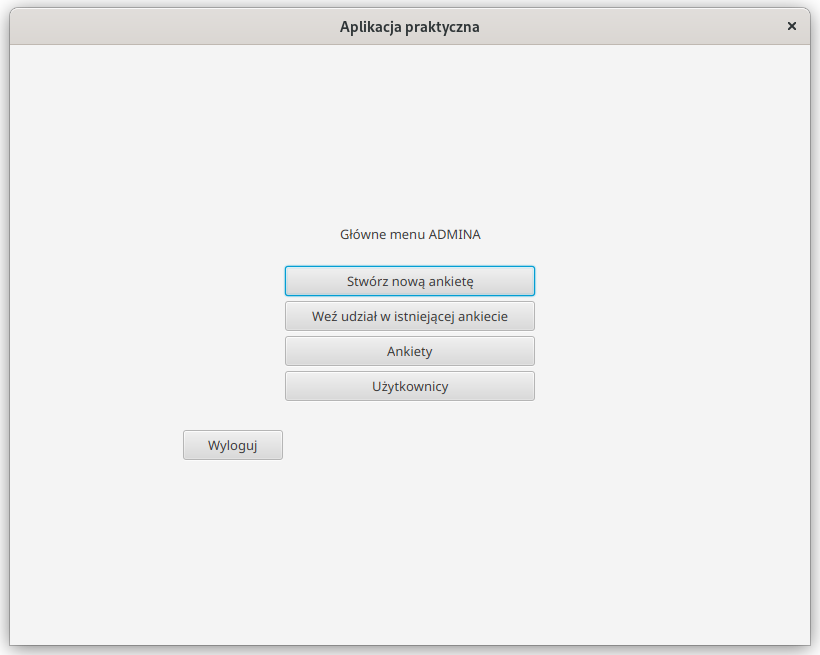 Aplikacja praktyczna
Główne menu ADMINA
Stwórz nową ankietę
Weź udział w istniejącej ankiecie
Ankiety
Użytkownicy
Wyloguj